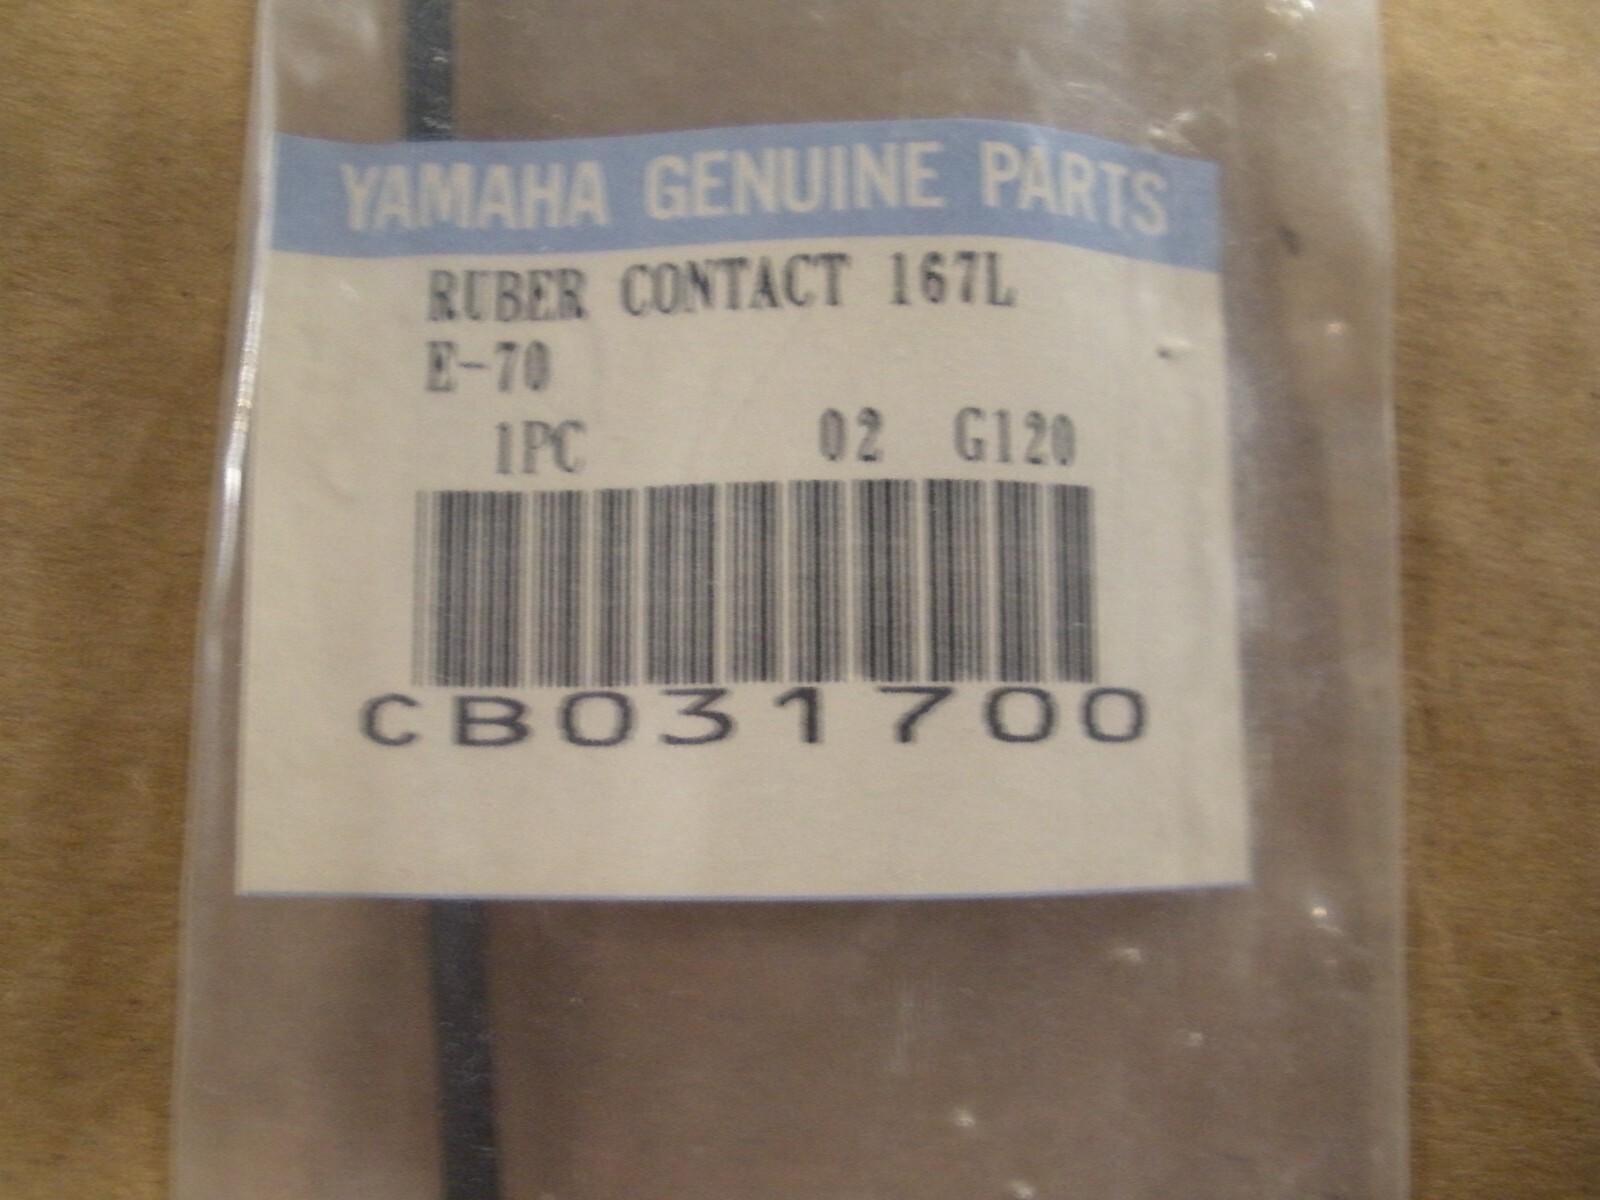 YAMAHA GENUINE PARTS
RUBER CONTACT 167L
E-70
1PC 02 G120
CB031700